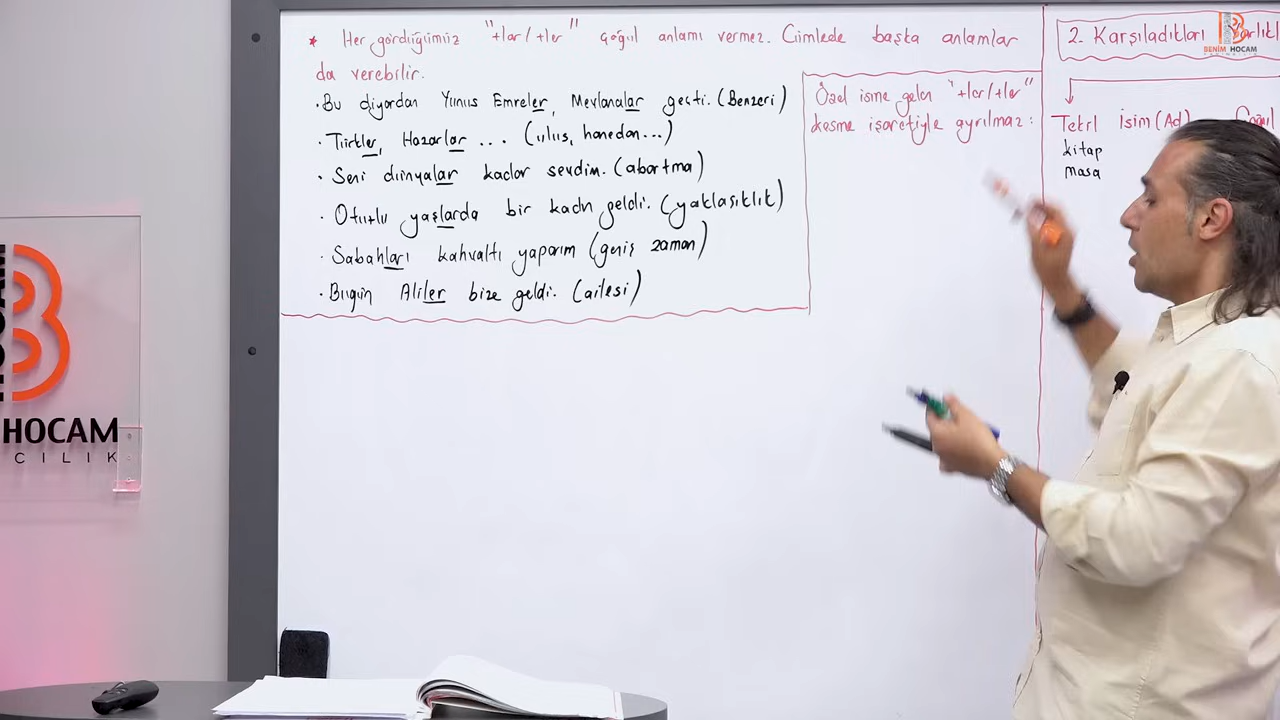 * Her gördüğümüz "+lar/+ler" çoğul anlamı vermez. Cümlede başka anlamlar
da verebilir.
• Bu diyardan Yunus Emreler, Mevlanalar geçti. (Benzeri)
• Türkler, Hazarlar ... (ulus, hanedan...)
• Seni dünyalar kadar sevdim. (abartma)
• Otuzlu yaşlarda bir kadın geldi. (yaklaşıklık)
• Sabahları kahvaltı yaparım (geniş zaman)
• Bugün Aliler bize geldi. (ailesi)
Özel isme gelen "+lar/+ler"
kesme işaretiyle ayrılmaz:
2. Karşıladıkları
Tekil İsim (Ad)
kitap
masa
BENİM HOCAM
HOCAM
CILIK